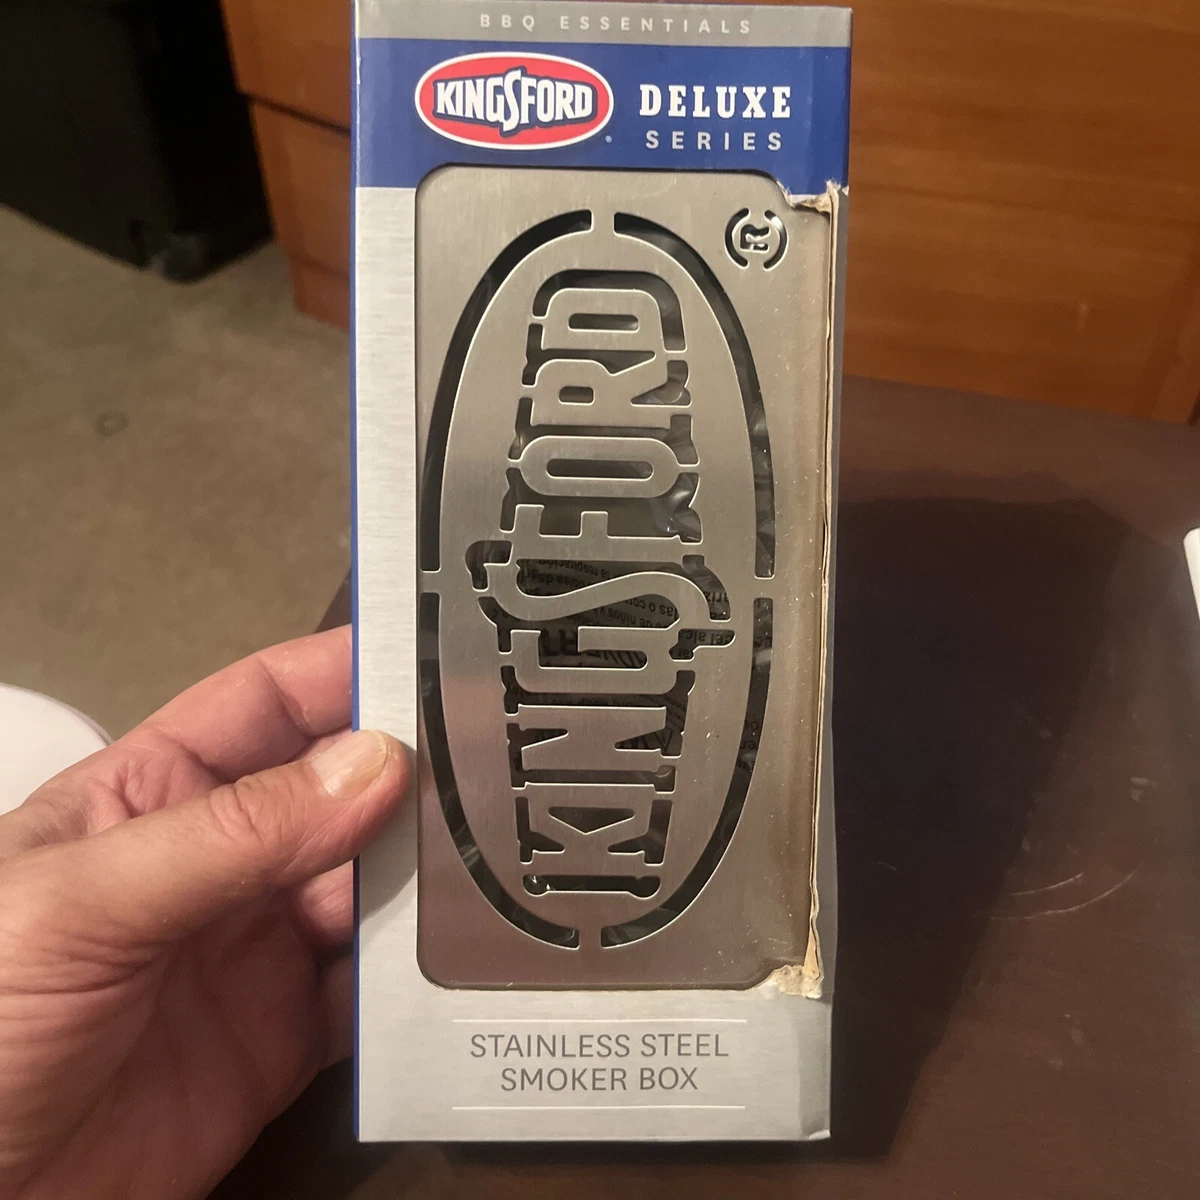 BBQ ESSENTIALS
KINGSFORD®
DELUXE
SERIES
®
KINGSFORD
STAINLESS STEEL
SMOKER BOX